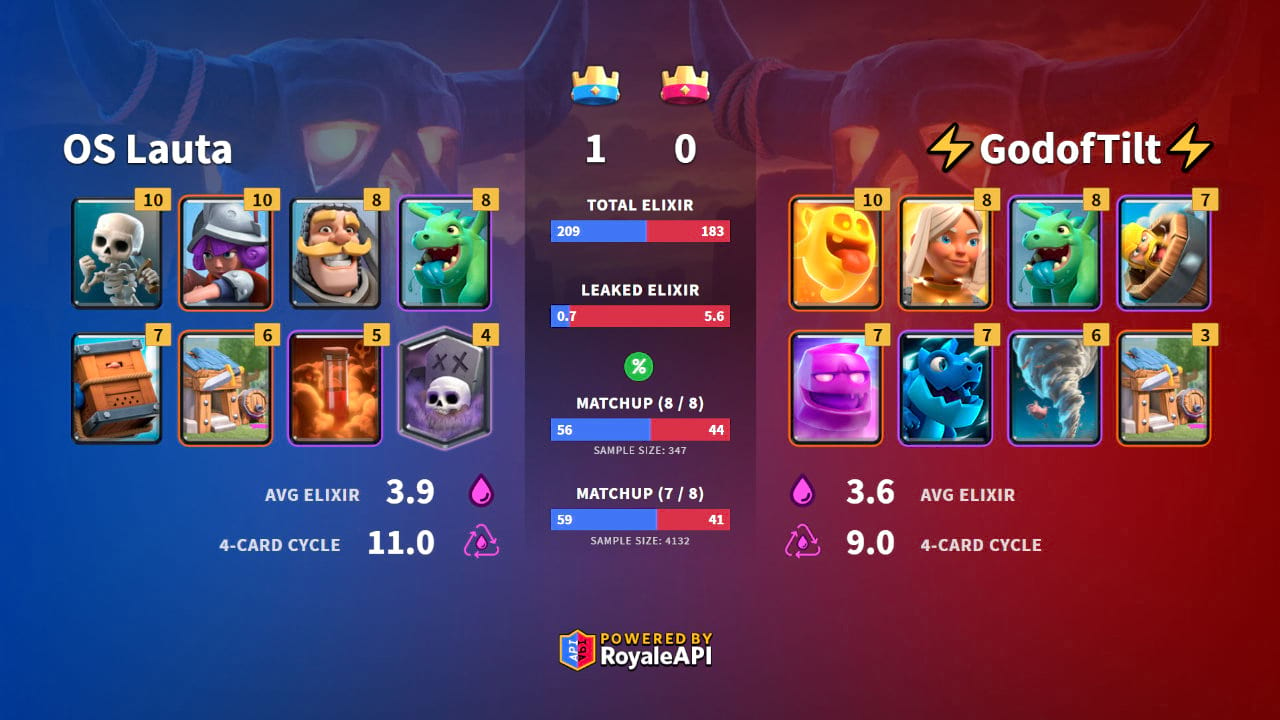 1 0
OS Lauta
⚡GodofTilt⚡
10 10 8 8
7 6 5 4
10 8 8 7
7 7 6 3
TOTAL ELIXIR
209 183
LEAKED ELIXIR
0.7 5.6
%
MATCHUP (8 / 8)
56 44
SAMPLE SIZE: 347
MATCHUP (7 / 8)
59 41
SAMPLE SIZE: 4132
AVG ELIXIR 3.9
4-CARD CYCLE 11.0
3.6 AVG ELIXIR
9.0 4-CARD CYCLE
API
POWERED BY
RoyaleAPI